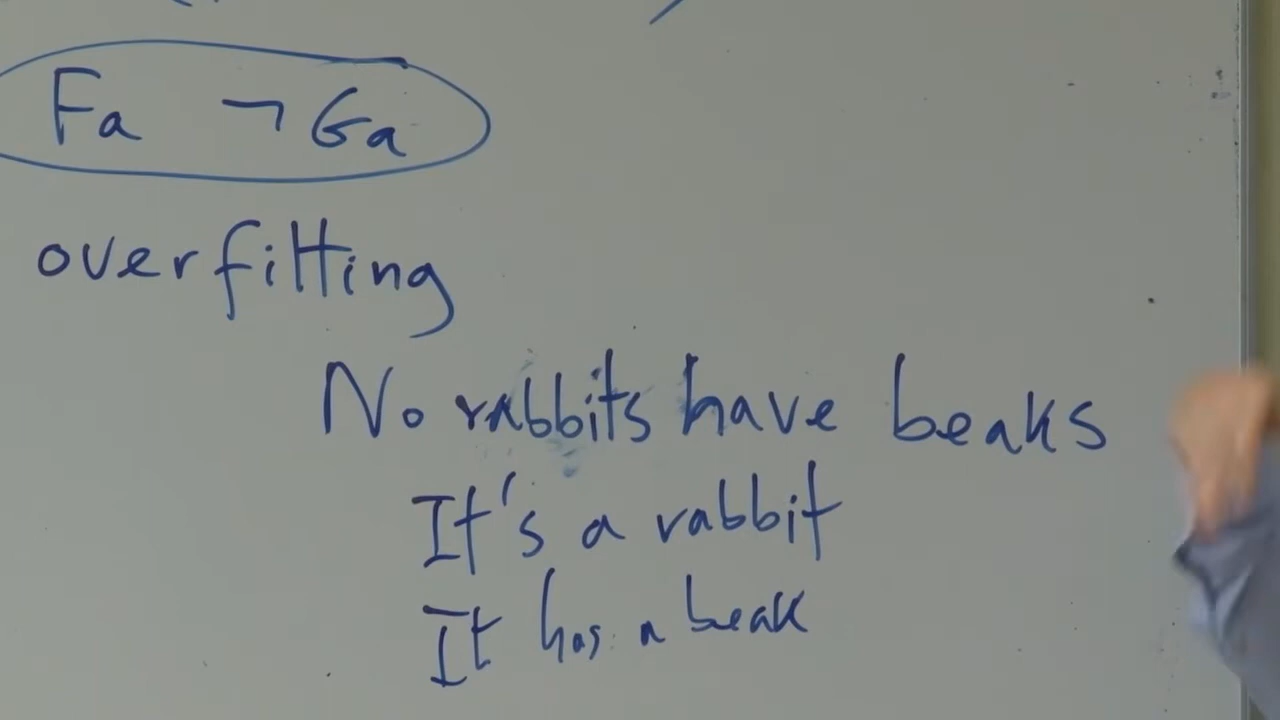 Fa ¬Ga
overfitting
No rabbits have beaks
It's a rabbit
It has a beak